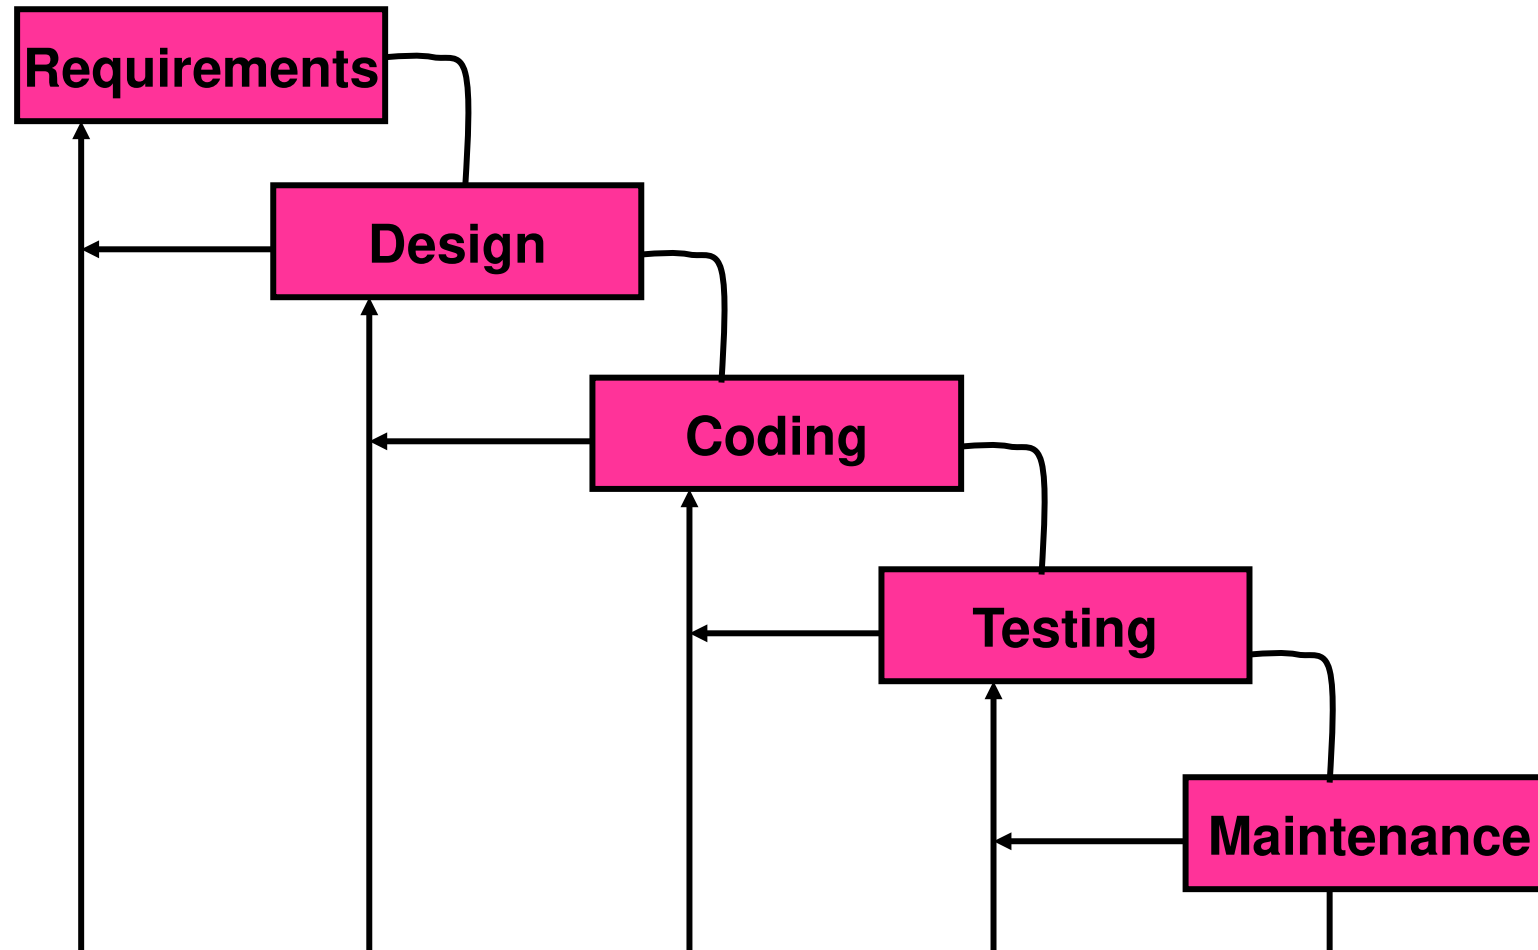 Requirements
Design
Coding
Testing
Maintenance